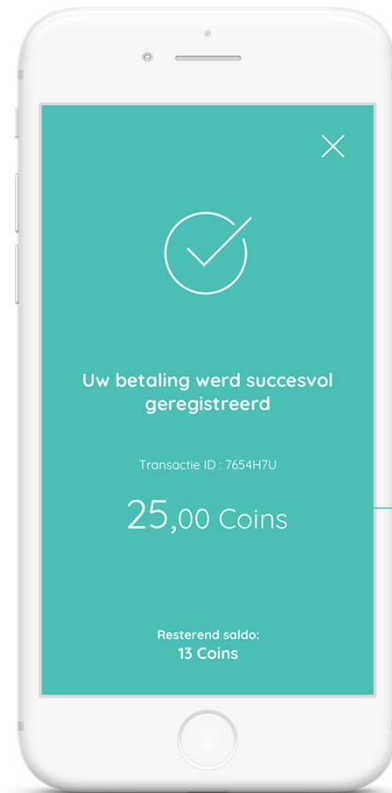 Uw betaling werd succesvol
geregistreerd
Transactie ID : 7654H7U
25,00 Coins
Resterend saldo:
13 Coins